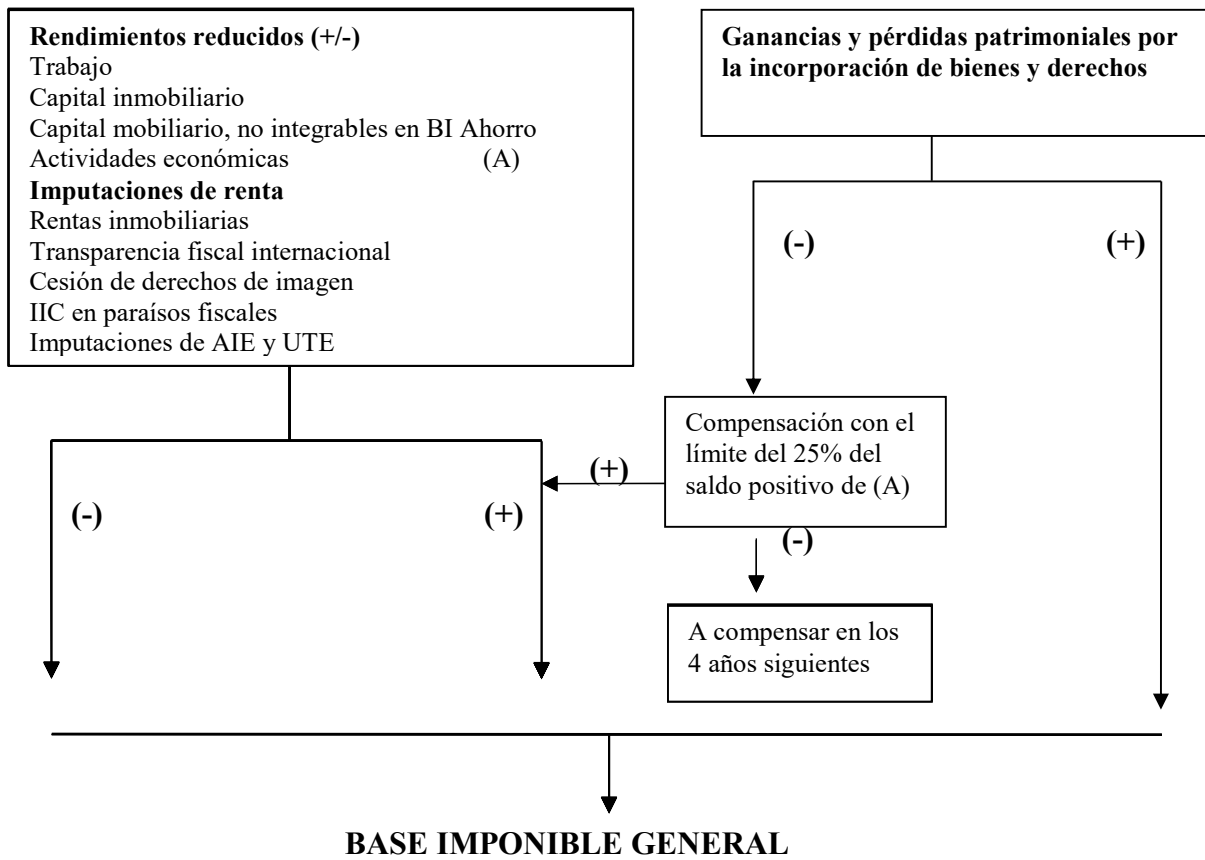 Rendimientos reducidos (+/-)
Trabajo
Capital inmobiliario
Capital mobiliario, no integrables en BI Ahorro
Actividades económicas (A)
Imputaciones de renta
Rentas inmobiliarias
Transparencia fiscal internacional
Cesión de derechos de imagen
IIC en paraísos fiscales
Imputaciones de AIE y UTE
Ganancias y pérdidas patrimoniales por
la incorporación de bienes y derechos
(-)
(+)
Compensación con el
límite del 25% del
saldo positivo de (A)
(+)
(-)
(+)
(-)
A compensar en los
4 años siguientes
BASE IMPONIBLE GENERAL